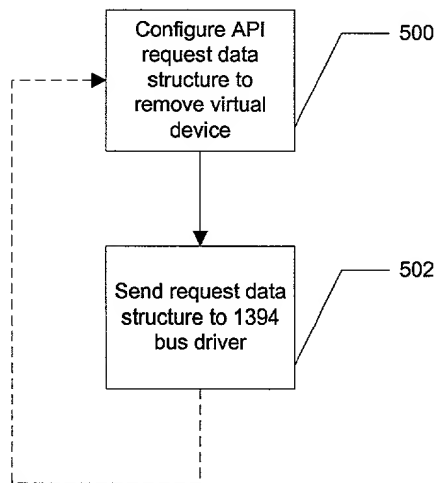 Configure API
request data
structure to
remove virtual
device
500
Send request data
structure to 1394
bus driver
502